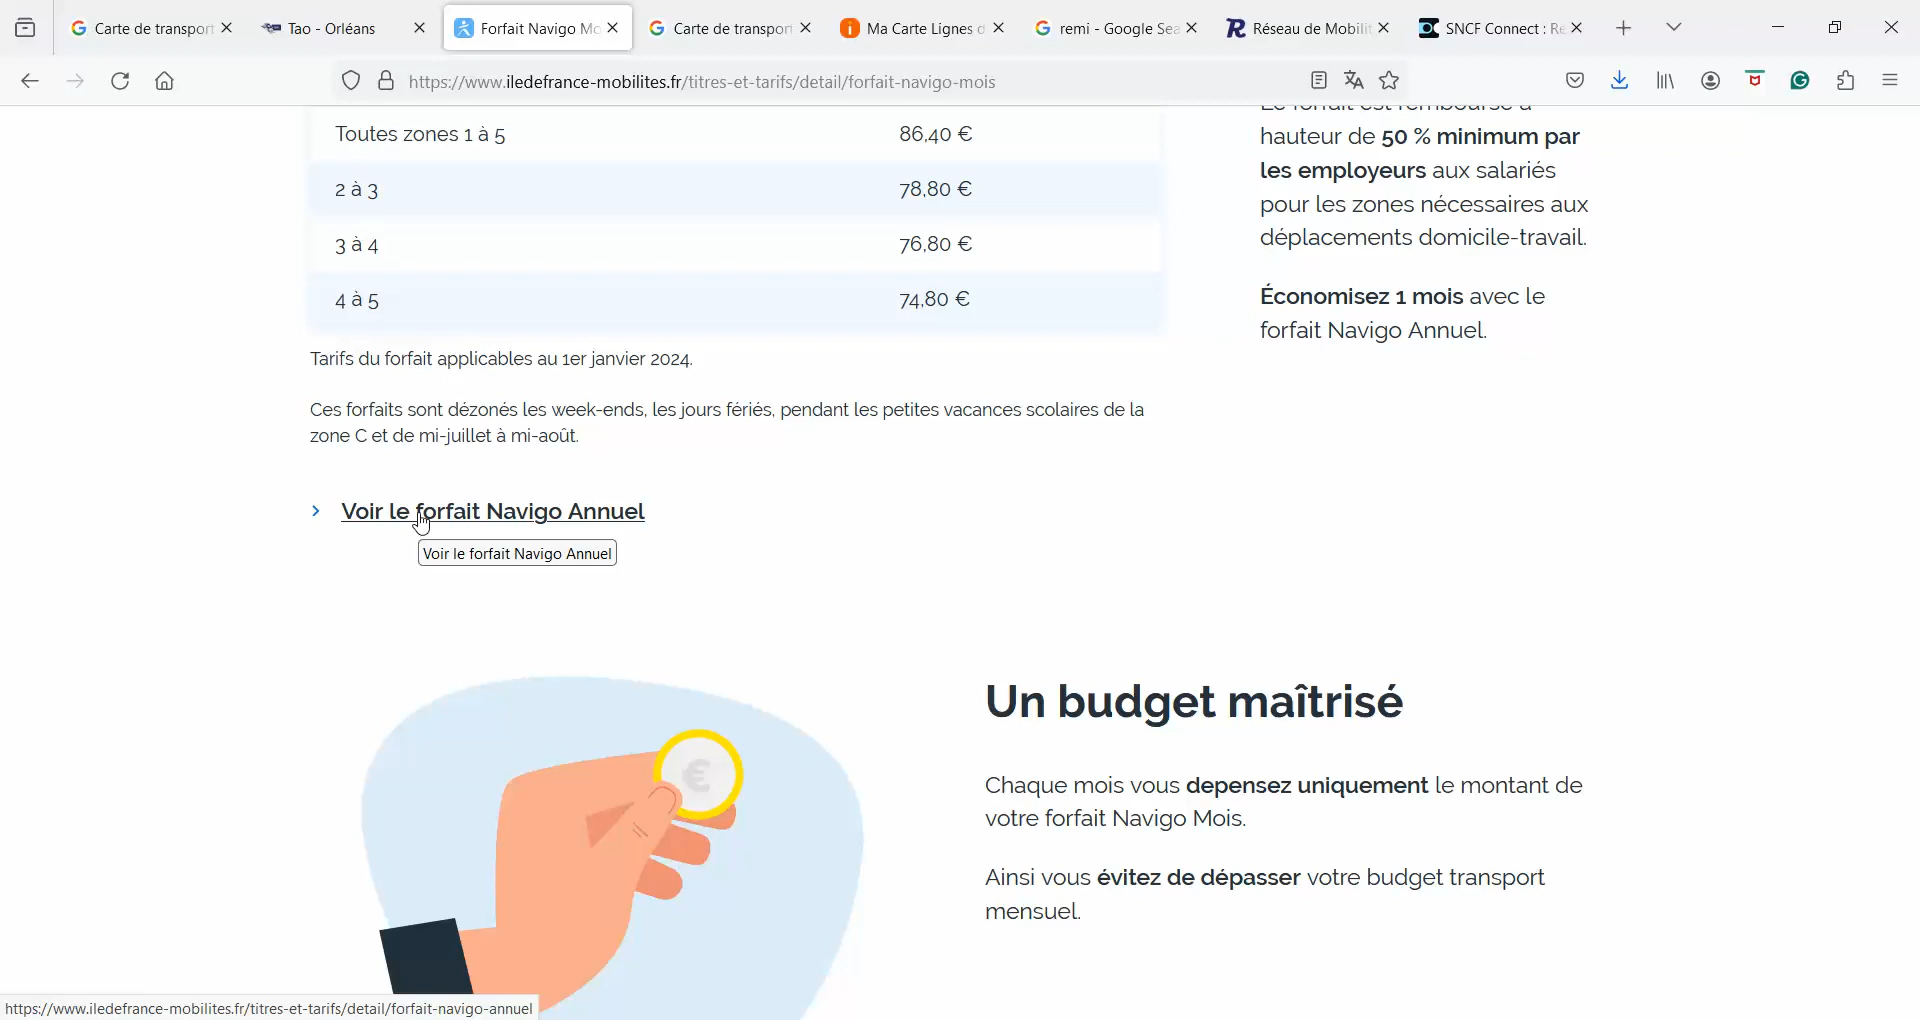 Carte de transport
Tao - Orléans
Forfait Navigo Mo
Carte de transport
Ma Carte Lignes d
remi - Google Sea
Réseau de Mobilit
SNCF Connect : Re
https://www.iledefrance-mobilites.fr/titres-et-tarifs/detail/forfait-navigo-mois
Toutes zones 1 à 5 86,40 €
2 à 3 78,80 €
3 à 4 76,80 €
4 à 5 74,80 €
Tarifs du forfait applicables au 1er janvier 2024.
Ces forfaits sont dézonés les week-ends, les jours fériés, pendant les petites vacances scolaires de la
zone C et de mi-juillet à mi-août.
Voir le forfait Navigo Annuel
Voir le forfait Navigo Annuel
Le forfait est remboursé à
hauteur de 50 % minimum par
les employeurs aux salariés
pour les zones nécessaires aux
déplacements domicile-travail.
Économisez 1 mois avec le
forfait Navigo Annuel.
€
Un budget maîtrisé
Chaque mois vous depensez uniquement le montant de
votre forfait Navigo Mois.
Ainsi vous évitez de dépasser votre budget transport
mensuel.
https://www.iledefrance-mobilites.fr/titres-et-tarifs/detail/forfait-navigo-annuel